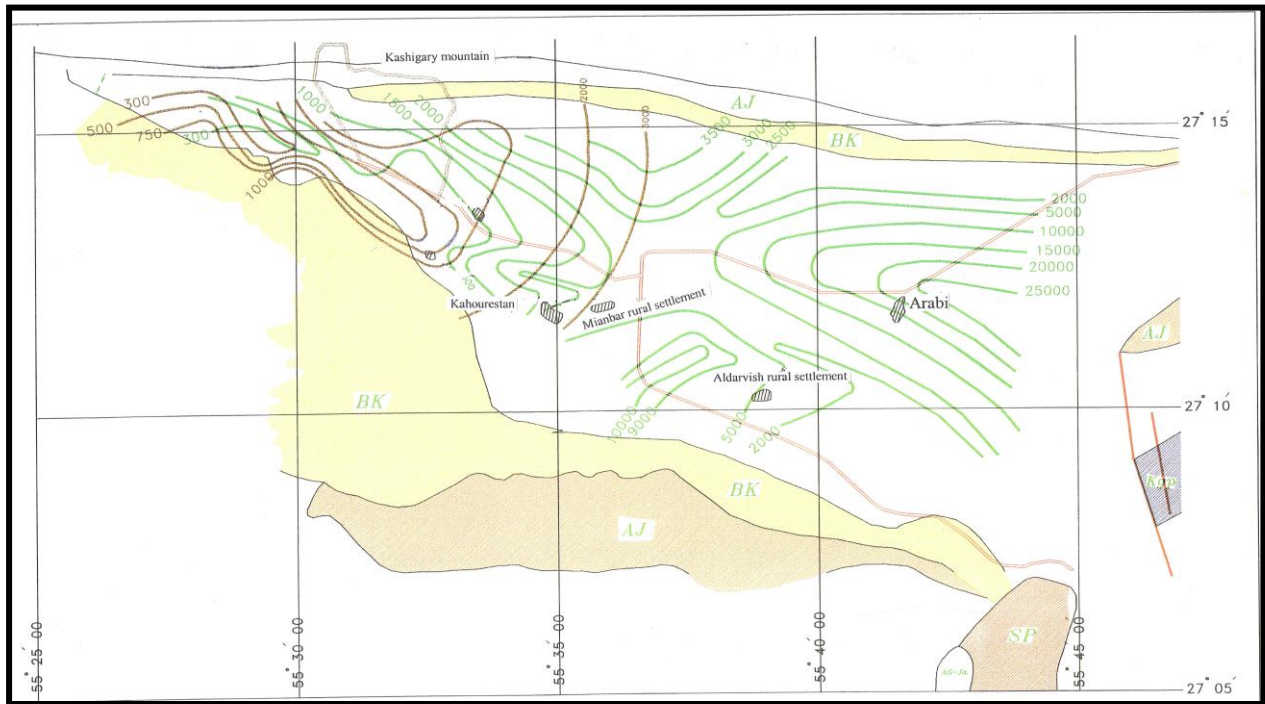 Kashigary mountain
300
500
750
300
1000
1000
1500
2000
2000
3000
AJ
3500
3000
2500
BK
27° 15′
2000
5000
10000
15000
20000
25000
Kahourestan
Mianbar rural settlement
Arabi
AJ
Aldarvish rural settlement
10000
9000
5000
2000
27° 10′
BK
BK
AJ
SP
27° 05′
55° 25′ 00
55° 30′ 00
55° 35′ 00
55° 40′ 00
55° 45′ 00